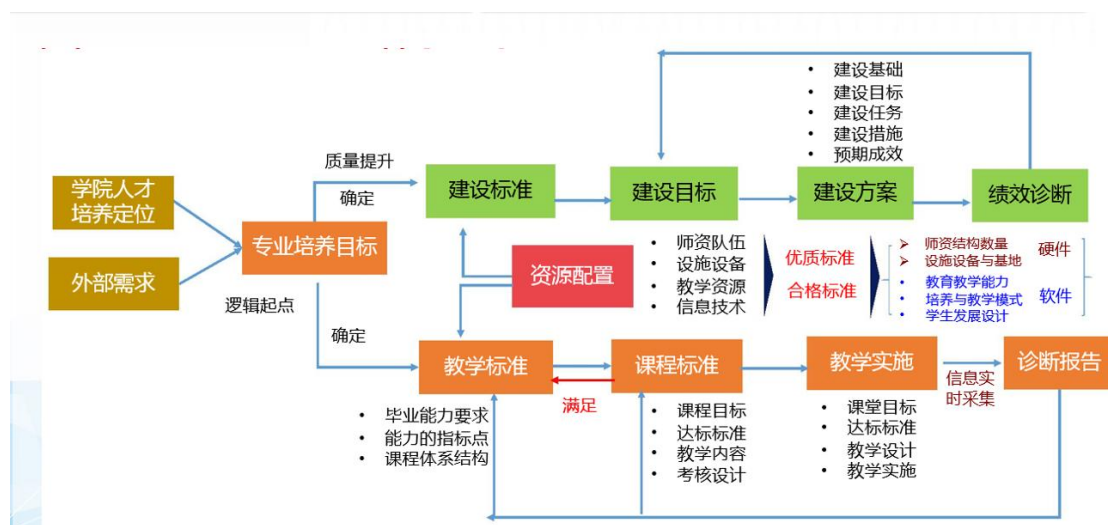 建设基础
建设目标
建设任务
建设措施
预期成效
质量提升
确定
学院人才
培养定位
外部需求
专业培养目标
逻辑起点
建设标准
建设目标
建设方案
绩效诊断
资源配置
师资队伍
设施设备
教学资源
信息技术
优质标准
合格标准
师资结构数量
设施设备与基地
硬件
教育教学能力
培养与教学模式
学生发展设计
软件
确定
教学标准
满足
课程标准
教学实施
信息实
时采集
诊断报告
毕业能力要求
能力的指标点
课程体系结构
课程目标
达标标准
教学内容
考核设计
课堂目标
达标标准
教学设计
教学实施